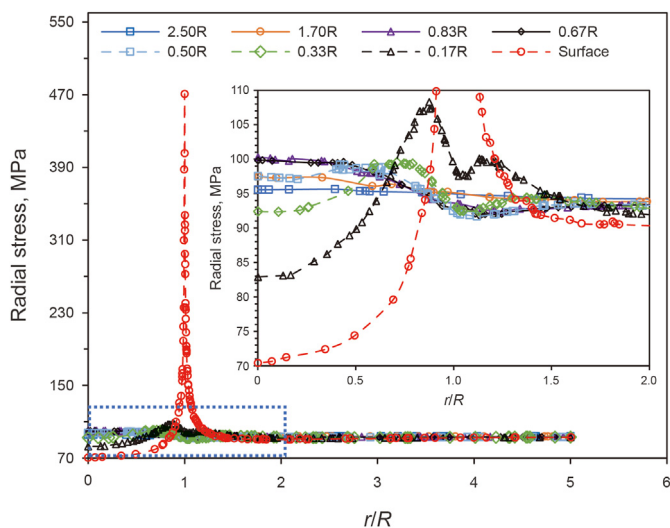 550
470
390
310
230
150
70
Radial stress, MPa
2.50R 1.70R 0.83R 0.67R
0.50R 0.33R 0.17R Surface
110
105
100
95
90
85
80
75
70
Radial stress, MPa
0 0.5 1.0 1.5 2.0
r/R
0 1 2 3 4 5 6
r/R